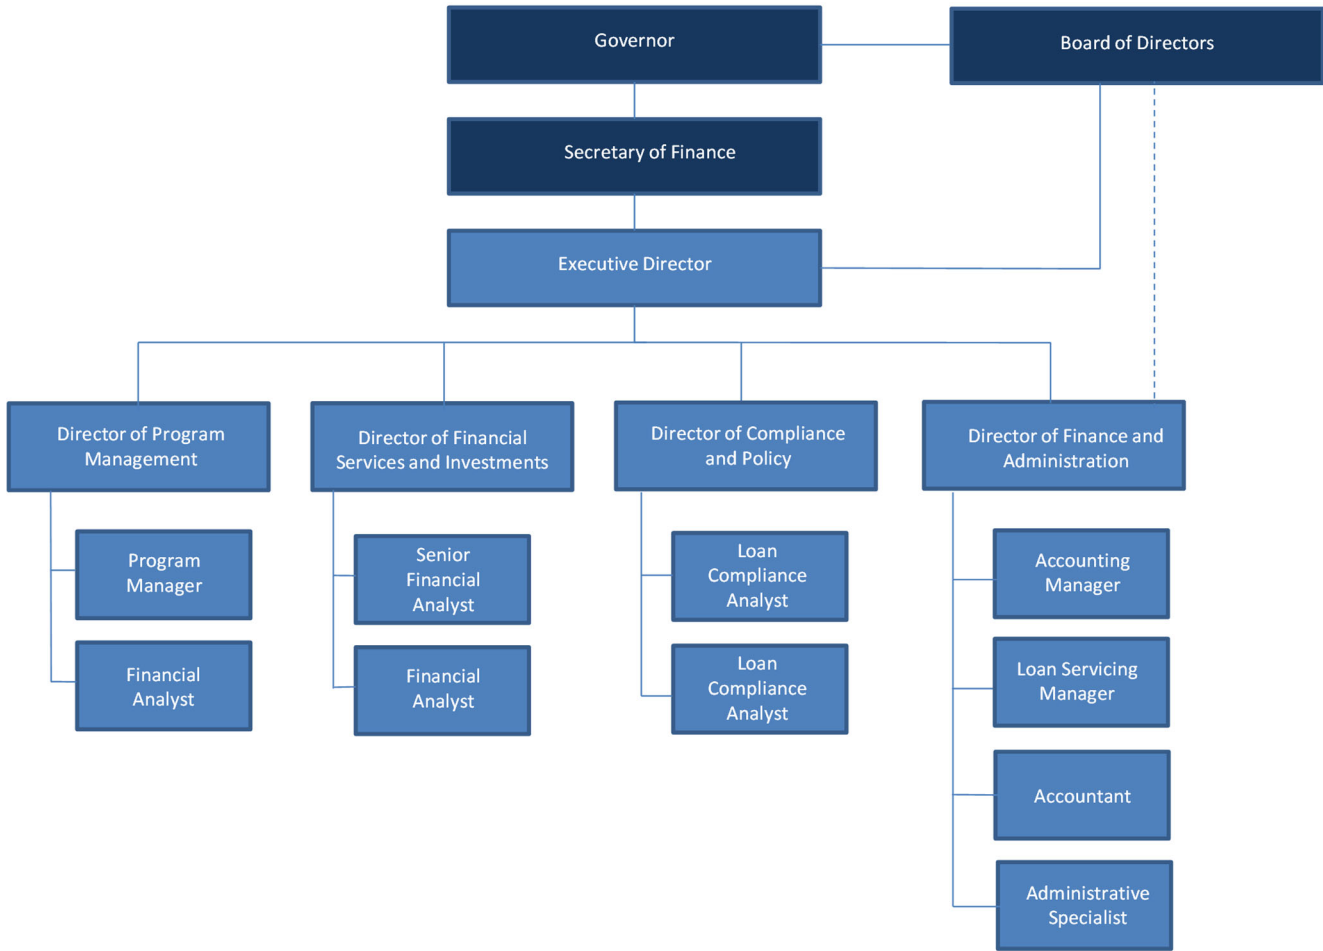 Governor
Board of Directors
Secretary of Finance
Executive Director
Director of Program
Management
Director of Financial
Services and Investments
Director of Compliance
and Policy
Director of Finance and
Administration
Program
Manager
Financial
Analyst
Senior
Financial
Analyst
Financial
Analyst
Loan
Compliance
Analyst
Loan
Compliance
Analyst
Accounting
Manager
Loan Servicing
Manager
Accountant
Administrative
Specialist